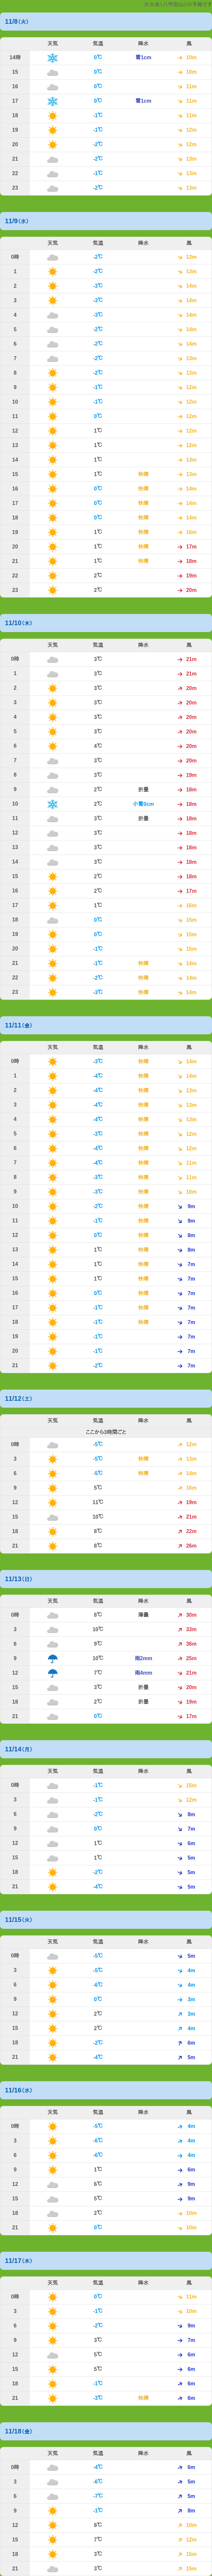 11/8（火）
天気 気温 降水 風
14時 0℃ 雪1cm 10m
15 0℃ 10m
16 0℃ 11m
17 0℃ 雪1cm 11m
18 -1℃ 11m
19 -1℃ 12m
20 -2℃ 12m
21 -2℃ 13m
22 -1℃ 13m
23 -2℃ 13m
11/9（水）
天気 気温 降水 風
0時 -2℃ 13m
1 -2℃ 13m
2 -3℃ 14m
3 -3℃ 14m
4 -3℃ 14m
5 -2℃ 14m
6 -2℃ 14m
7 -2℃ 13m
8 -2℃ 13m
9 -1℃ 12m
10 -1℃ 12m
11 0℃ 12m
12 1℃ 12m
13 1℃ 12m
14 1℃ 13m
15 1℃ 快晴 13m
16 0℃ 快晴 14m
17 0℃ 快晴 14m
18 0℃ 快晴 14m
19 1℃ 快晴 16m
20 1℃ 快晴 17m
21 1℃ 快晴 18m
22 2℃ 19m
23 2℃ 20m
11/10（木）
天気 気温 降水 風
0時 3℃ 21m
1 3℃ 21m
2 3℃ 20m
3 3℃ 20m
4 3℃ 20m
5 3℃ 20m
6 4℃ 20m
7 3℃ 20m
8 3℃ 19m
9 2℃ 折畳 18m
10 2℃ 小雪0cm 18m
11 3℃ 折畳 18m
12 3℃ 18m
13 3℃ 18m
14 3℃ 18m
15 2℃ 18m
16 2℃ 17m
17 1℃ 16m
18 0℃ 15m
19 0℃ 15m
20 -1℃ 15m
21 -1℃ 快晴 14m
22 -2℃ 快晴 14m
23 -3℃ 快晴 14m
11/11（金）
天気 気温 降水 風
0時 -3℃ 快晴 14m
1 -4℃ 快晴 14m
2 -4℃ 快晴 13m
3 -4℃ 快晴 13m
4 -4℃ 快晴 13m
5 -3℃ 快晴 12m
6 -4℃ 快晴 12m
7 -4℃ 快晴 11m
8 -3℃ 快晴 11m
9 -3℃ 快晴 10m
10 -2℃ 快晴 9m
11 -1℃ 快晴 9m
12 0℃ 快晴 8m
13 1℃ 快晴 8m
14 1℃ 快晴 7m
15 1℃ 快晴 7m
16 0℃ 快晴 7m
17 -1℃ 快晴 7m
18 -1℃ 快晴 7m
19 -1℃ 7m
20 -1℃ 7m
21 -2℃ 7m
11/12（土）
天気 気温 降水 風
ここから3時間ごと
0時 -5℃ 12m
3 -5℃ 快晴 13m
6 -5℃ 快晴 14m
9 5℃ 16m
12 11℃ 19m
15 10℃ 21m
18 8℃ 22m
21 8℃ 26m
11/13（日）
天気 気温 降水 風
0時 8℃ 薄曇 30m
3 10℃ 33m
6 9℃ 36m
9 10℃ 雨2mm 25m
12 7℃ 雨4mm 21m
15 3℃ 折畳 20m
18 2℃ 折畳 19m
21 0℃ 17m
11/14（月）
天気 気温 降水 風
0時 -1℃ 15m
3 -1℃ 12m
6 -2℃ 8m
9 0℃ 7m
12 1℃ 6m
15 1℃ 5m
18 -2℃ 5m
21 -4℃ 5m
11/15（火）
天気 気温 降水 風
0時 -5℃ 5m
3 -5℃ 4m
6 -6℃ 4m
9 0℃ 3m
12 2℃ 3m
15 2℃ 4m
18 -2℃ 6m
21 -4℃ 5m
11/16（水）
天気 気温 降水 風
0時 -5℃ 4m
3 -6℃ 4m
6 -6℃ 4m
9 1℃ 6m
12 6℃ 9m
15 5℃ 9m
18 2℃ 10m
21 0℃ 10m
11/17（木）
天気 気温 降水 風
0時 0℃ 11m
3 -1℃ 10m
6 -2℃ 9m
9 3℃ 7m
12 5℃ 6m
15 5℃ 6m
18 -1℃ 6m
21 -3℃ 快晴 6m
11/18（金）
天気 気温 降水 風
0時 -4℃ 6m
3 -6℃ 5m
6 -7℃ 5m
9 -1℃ 8m
12 8℃ 10m
15 7℃ 12m
18 3℃ 15m
21 3℃ 15m